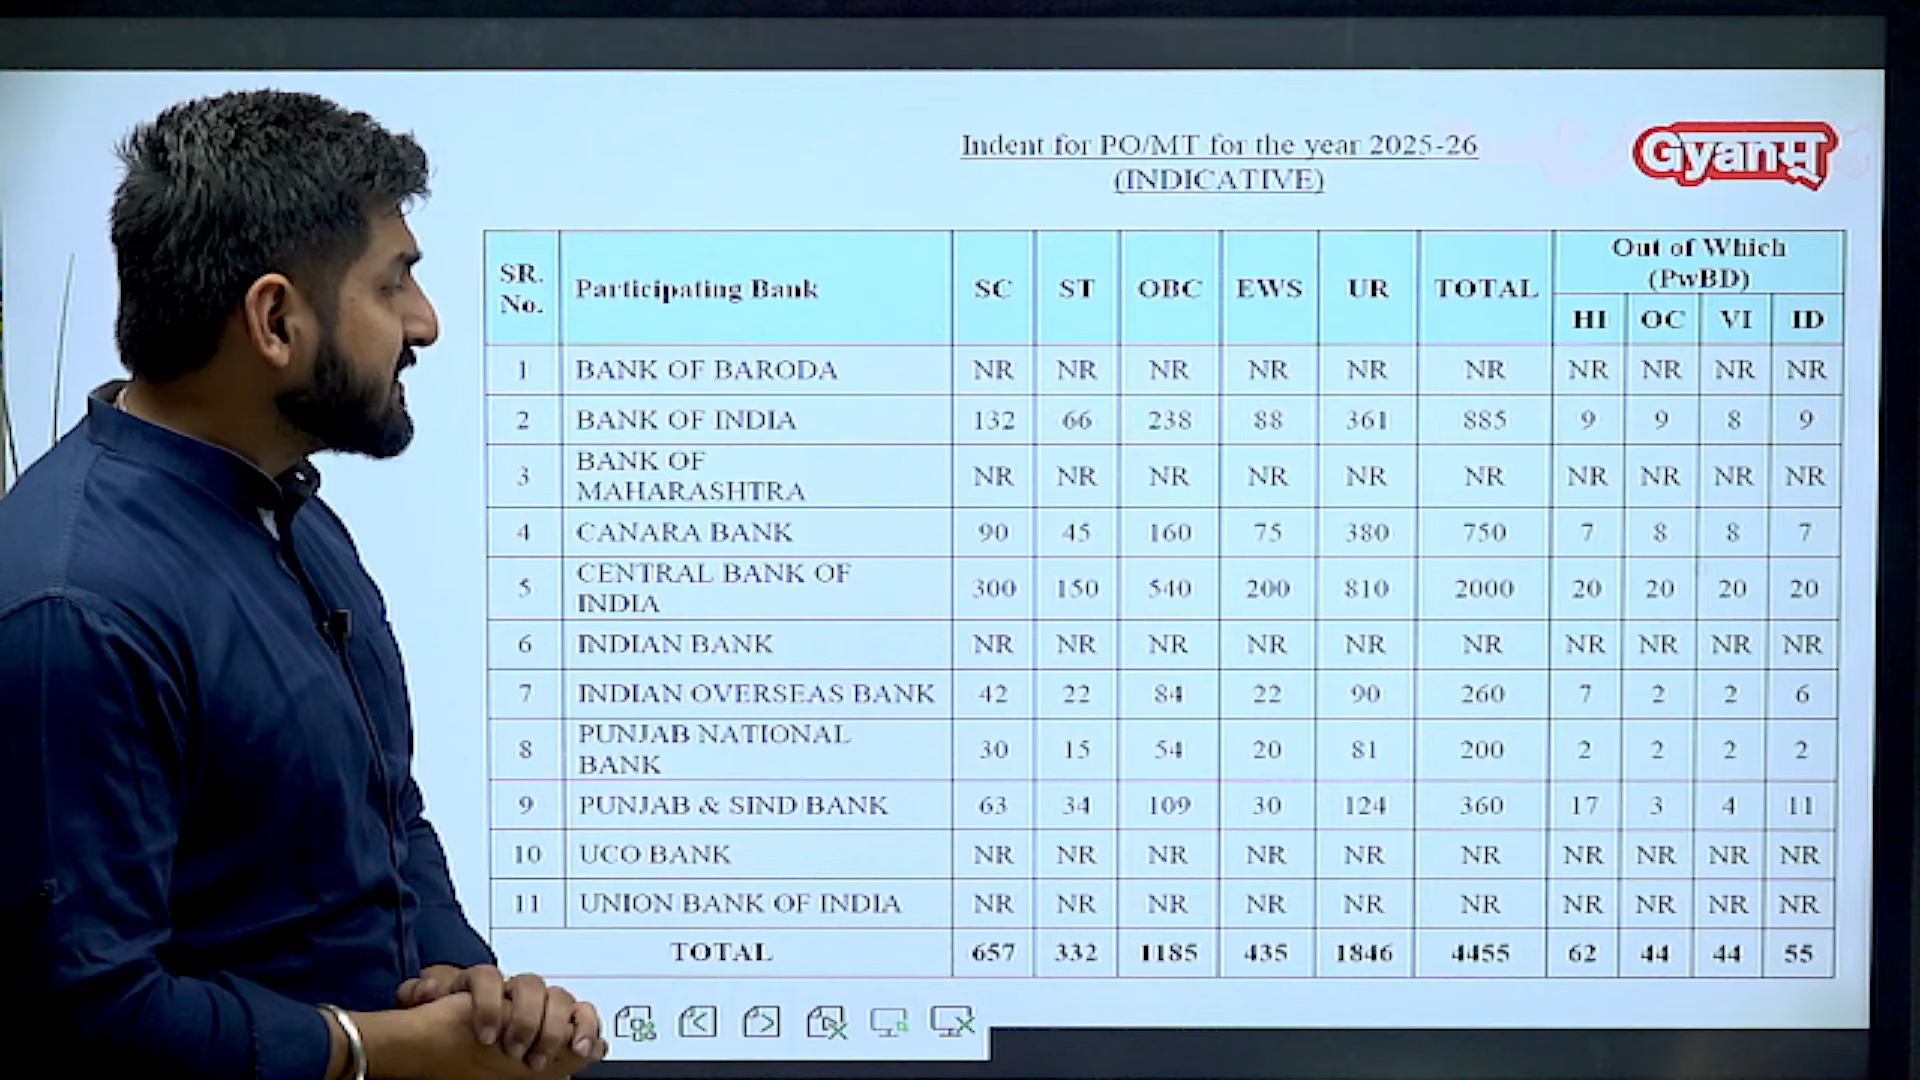 Indent for PO/MT for the year 2025-26
(INDICATIVE)
Gyanम्
SR. No. Participating Bank SC ST OBC EWS UR TOTAL Out of Which (PwBD)
HI OC VI ID
1 BANK OF BARODA NR NR NR NR NR NR NR NR NR NR
2 BANK OF INDIA 132 66 238 88 361 885 9 9 8 9
3 BANK OF MAHARASHTRA NR NR NR NR NR NR NR NR NR NR
4 CANARA BANK 90 45 160 75 380 750 7 8 8 7
5 CENTRAL BANK OF INDIA 300 150 540 200 810 2000 20 20 20 20
6 INDIAN BANK NR NR NR NR NR NR NR NR NR NR
7 INDIAN OVERSEAS BANK 42 22 84 22 90 260 7 2 2 6
8 PUNJAB NATIONAL BANK 30 15 54 20 81 200 2 2 2 2
9 PUNJAB & SIND BANK 63 34 109 30 124 360 17 3 4 11
10 UCO BANK NR NR NR NR NR NR NR NR NR NR
11 UNION BANK OF INDIA NR NR NR NR NR NR NR NR NR NR
TOTAL 657 332 1185 435 1846 4455 62 44 44 55